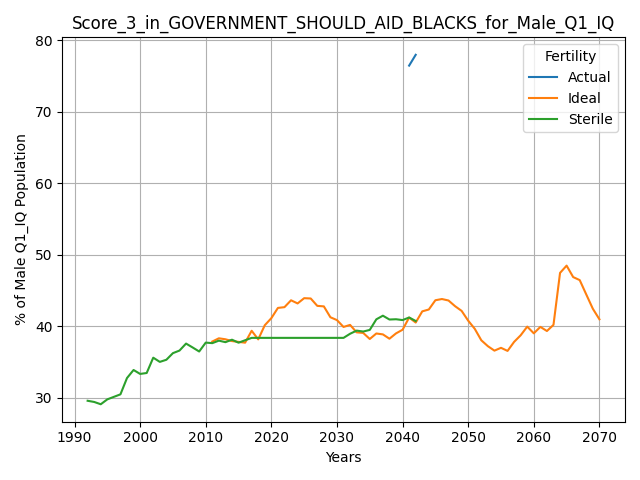 Score_3_in_GOVERNMENT_SHOULD_AID_BLACKS_for_Male_Q1_IQ
% of Male Q1_IQ Population
80
70
60
50
40
30
Fertility
Actual
Ideal
Sterile
1990 2000 2010 2020 2030 2040 2050 2060 2070
Years